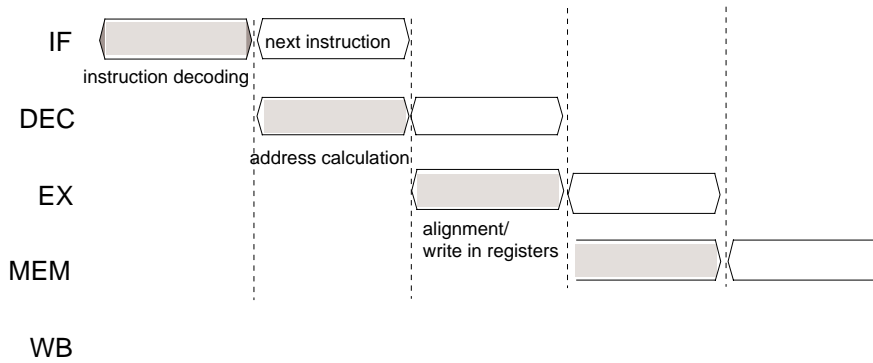 IF
next instruction
instruction decoding
DEC
address calculation
EX
alignment/
write in registers
MEM
WB